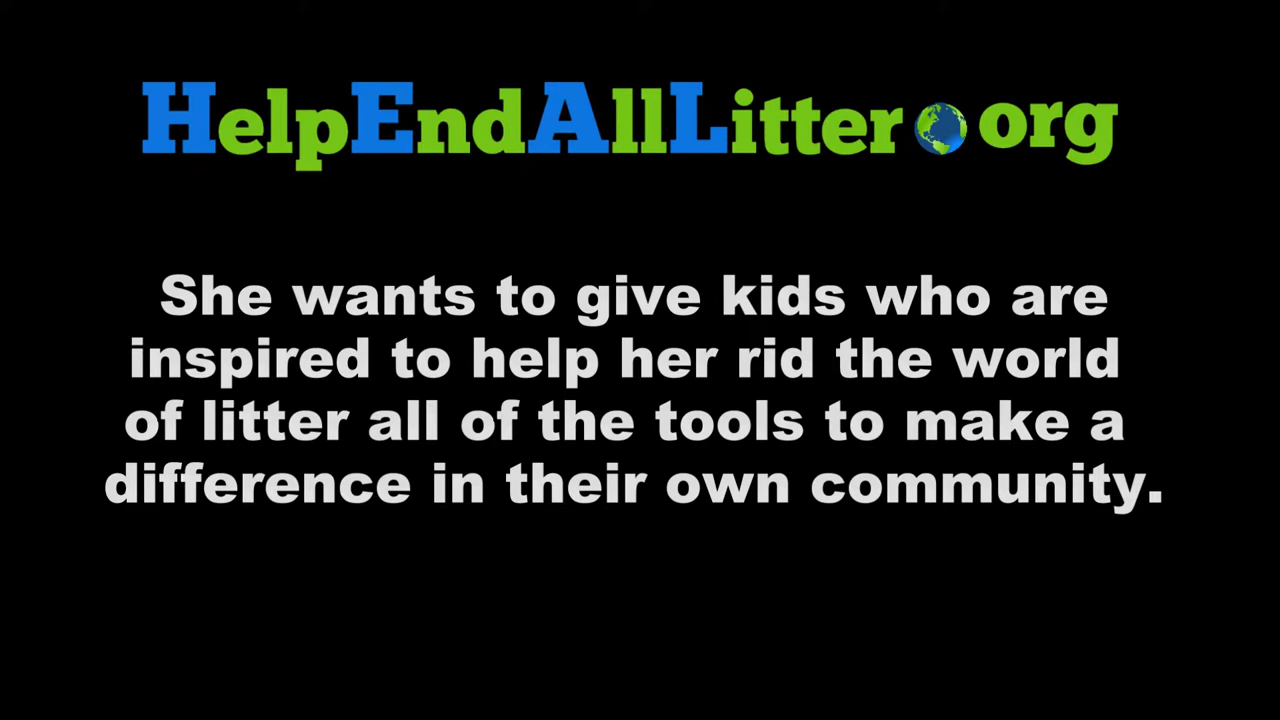 HelpEndAllLitter.org
She wants to give kids who are
inspired to help her rid the world
of litter all of the tools to make a
difference in their own community.